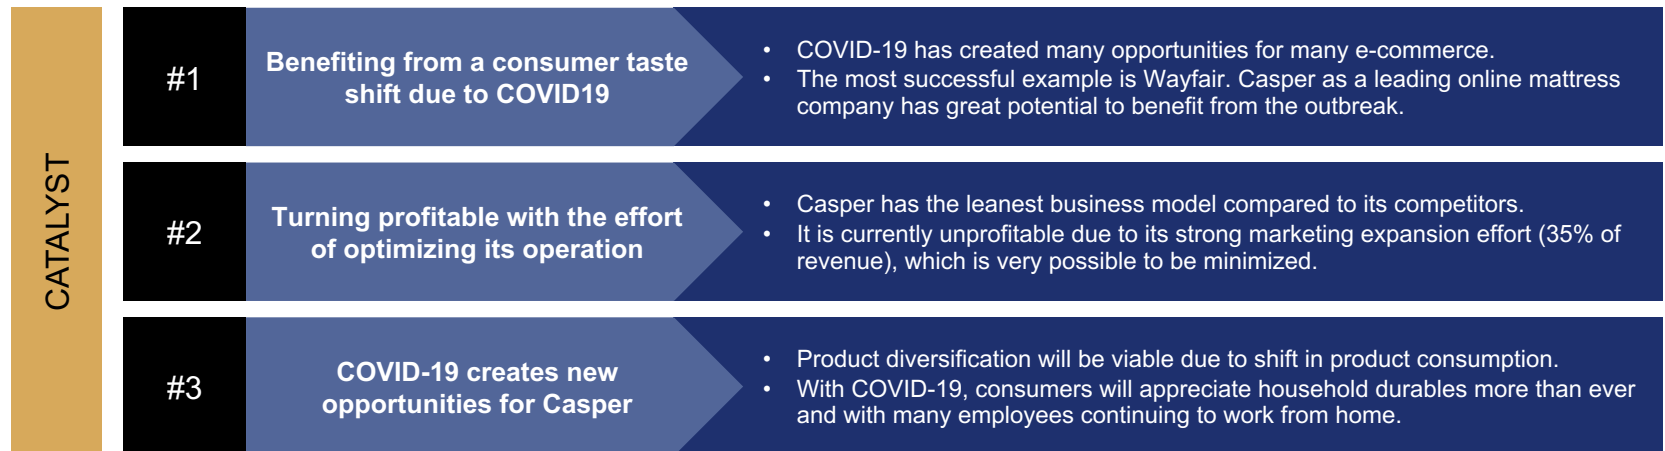 CATALYST
#1
Benefiting from a consumer taste
shift due to COVID19
• COVID-19 has created many opportunities for many e-commerce.
• The most successful example is Wayfair. Casper as a leading online mattress
company has great potential to benefit from the outbreak.
#2
Turning profitable with the effort
of optimizing its operation
• Casper has the leanest business model compared to its competitors.
• It is currently unprofitable due to its strong marketing expansion effort (35% of
revenue), which is very possible to be minimized.
#3
COVID-19 creates new
opportunities for Casper
• Product diversification will be viable due to shift in product consumption.
• With COVID-19, consumers will appreciate household durables more than ever
and with many employees continuing to work from home.